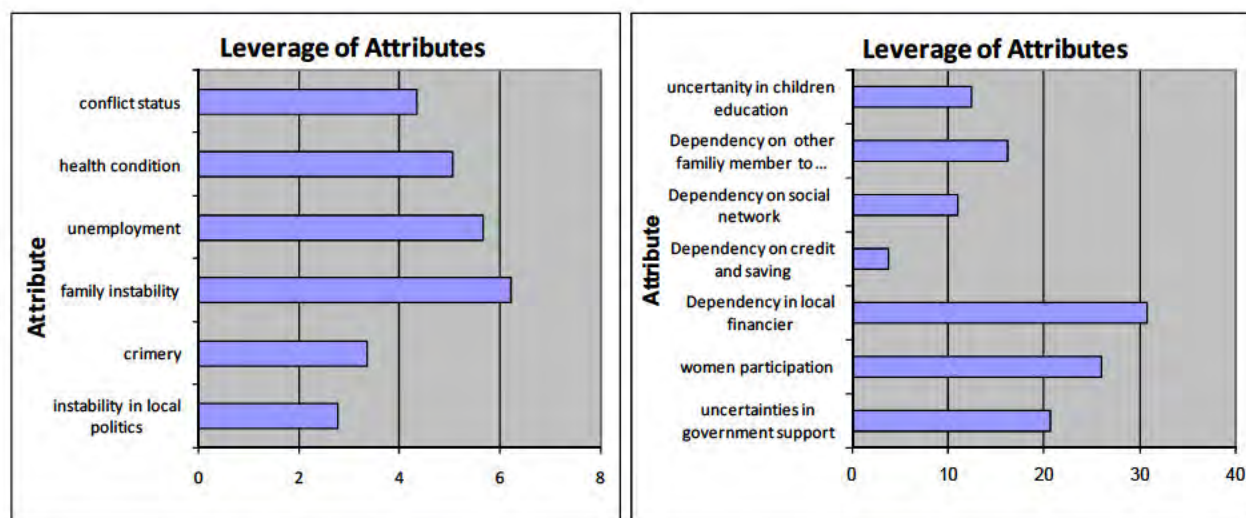 Leverage of Attributes
Attribute
conflict status
health condition
unemployment
family instability
crimery
instability in local
politics
0 2 4 6 8
Leverage of Attributes
Attribute
uncertanity in children
education
Dependency on other
familiy member to ...
Dependency on social
network
Dependency on credit
and saving
Dependency in local
financier
women participation
uncertainties in
government support
0 10 20 30 40